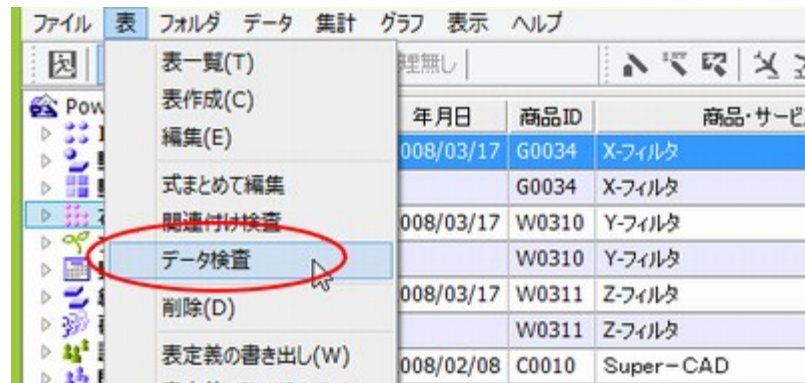 ファイル 表 フォルダ データ 集計 グラフ 表示 ヘルプ
表一覧(T)
理無し
Pow
表作成(C)
年月日 商品ID 商品・サービ
編集(E)
008/03/17 G0034 X-フィルタ
式まとめて編集
G0034 X-フィルタ
関連付け検査
008/03/17 W0310 Y-フィルタ
データ検査
W0310 Y-フィルタ
削除(D)
008/03/17 W0311 Z-フィルタ
W0311 Z-フィルタ
表定義の書き出し(W)
008/02/08 C0010 Super-CAD